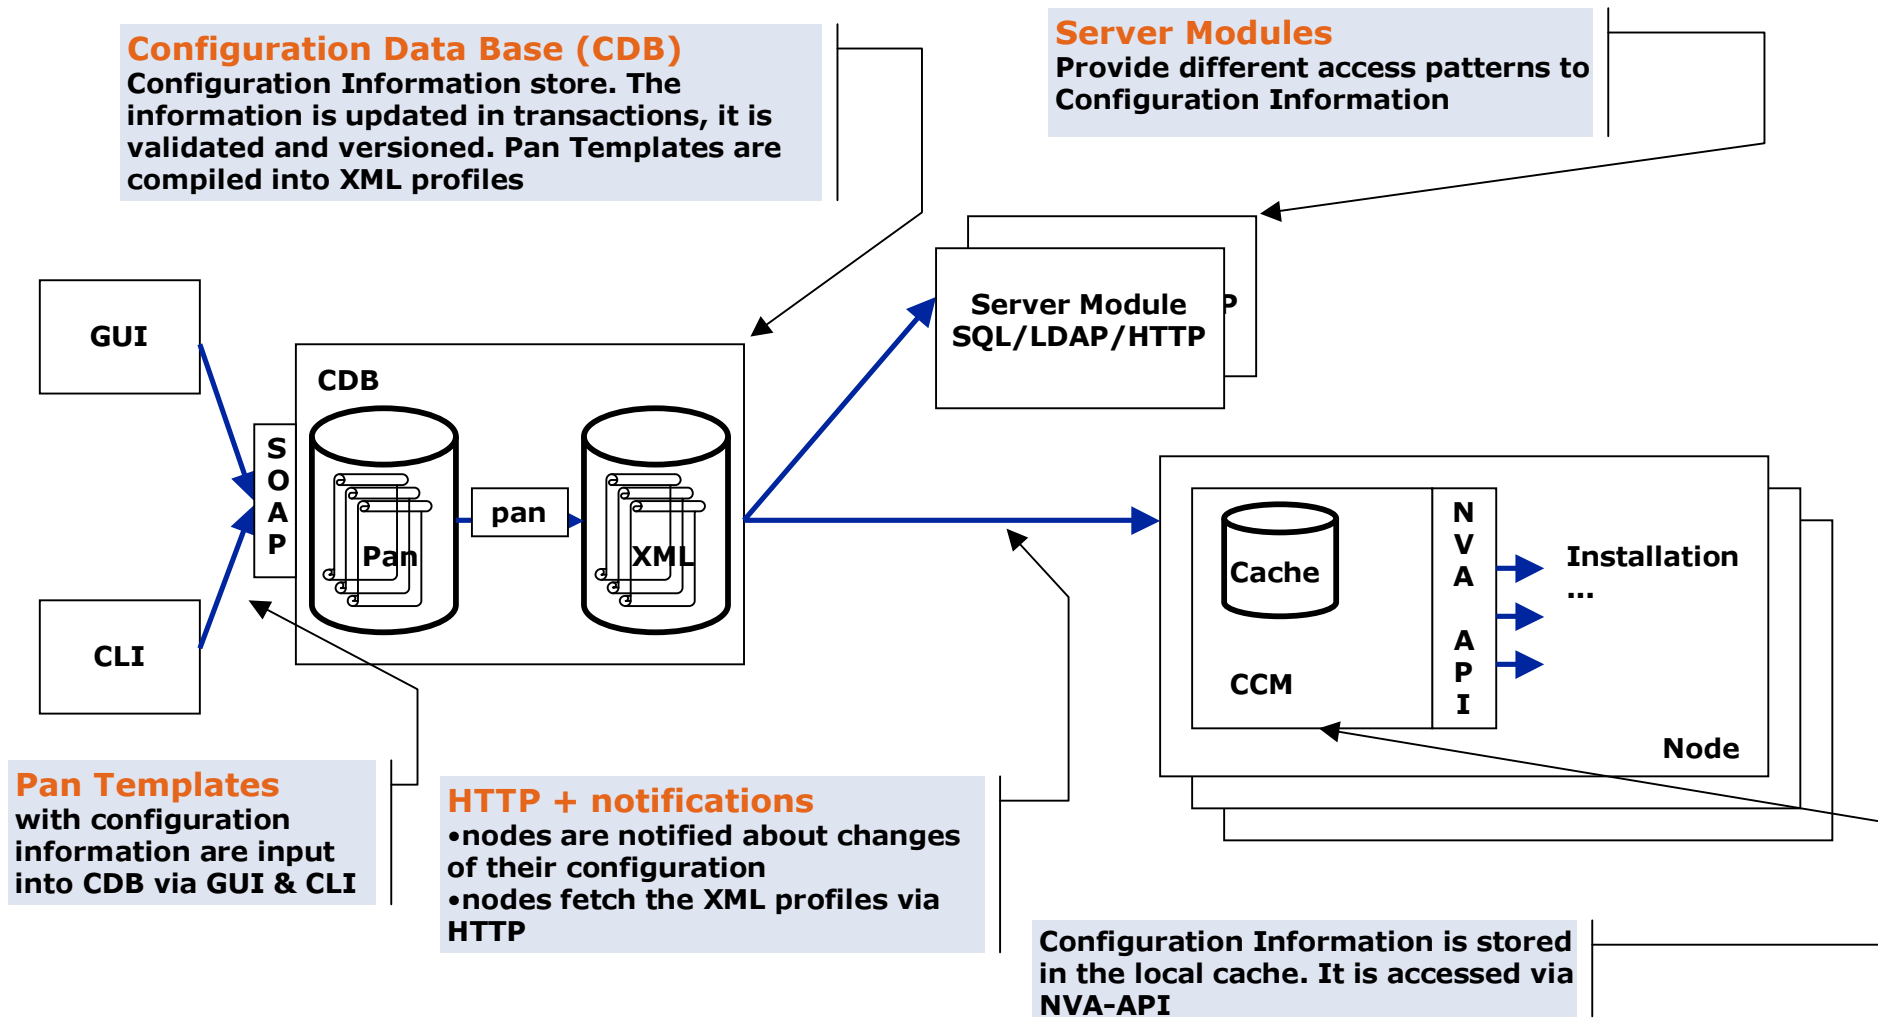 Configuration Data Base (CDB)
Configuration Information store. The
information is updated in transactions, it is
validated and versioned. Pan Templates are
compiled into XML profiles
Server Modules
Provide different access patterns to
Configuration Information
GUI
CLI
S
O
A
P
CDB
Pan
pan
XML
Server Module
SQL/LDAP/HTTP
P
Cache
CCM
N
V
A
A
P
I
Installation
...
Node
Pan Templates
with configuration
information are input
into CDB via GUI & CLI
HTTP + notifications
•nodes are notified about changes
of their configuration
•nodes fetch the XML profiles via
HTTP
Configuration Information is stored
in the local cache. It is accessed via
NVA-API